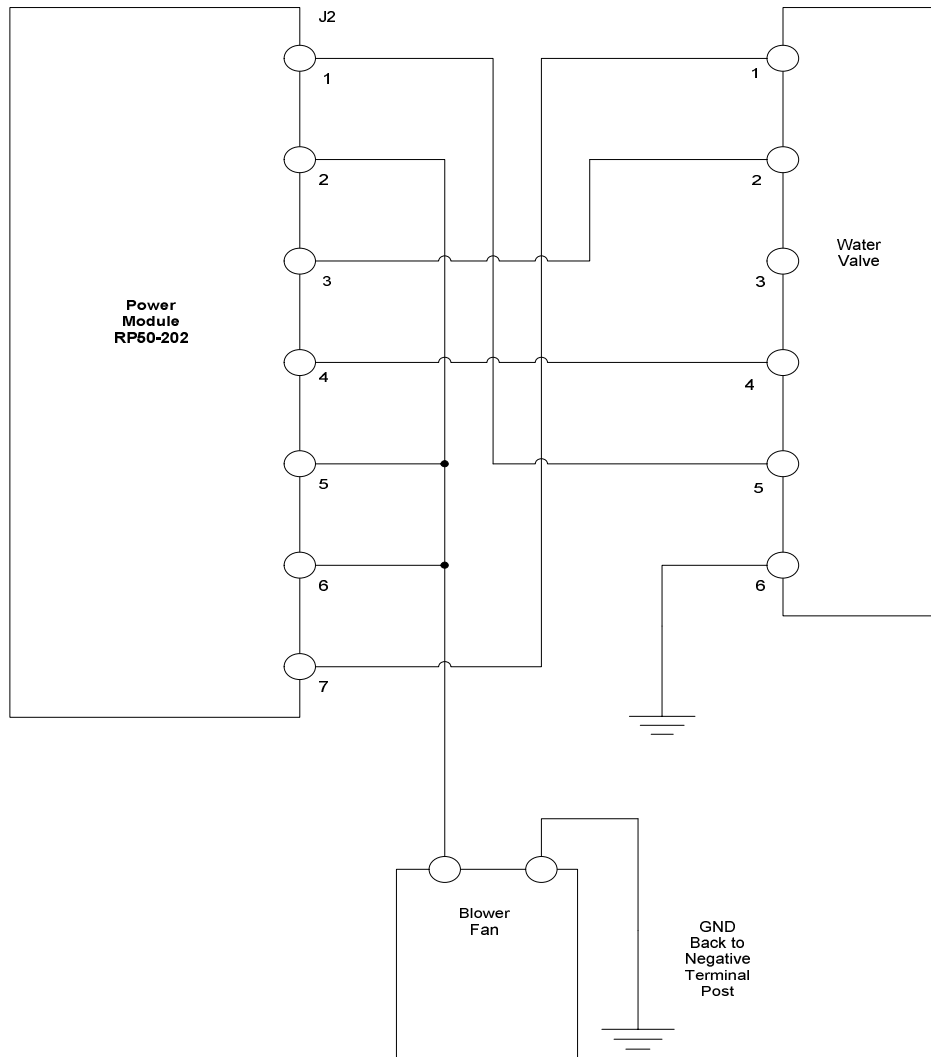 J2
1
2
3
4
5
6
7
Power
Module
RP50-202
1
2
3
4
5
6
Water
Valve
Blower
Fan
GND
Back to
Negative
Terminal
Post